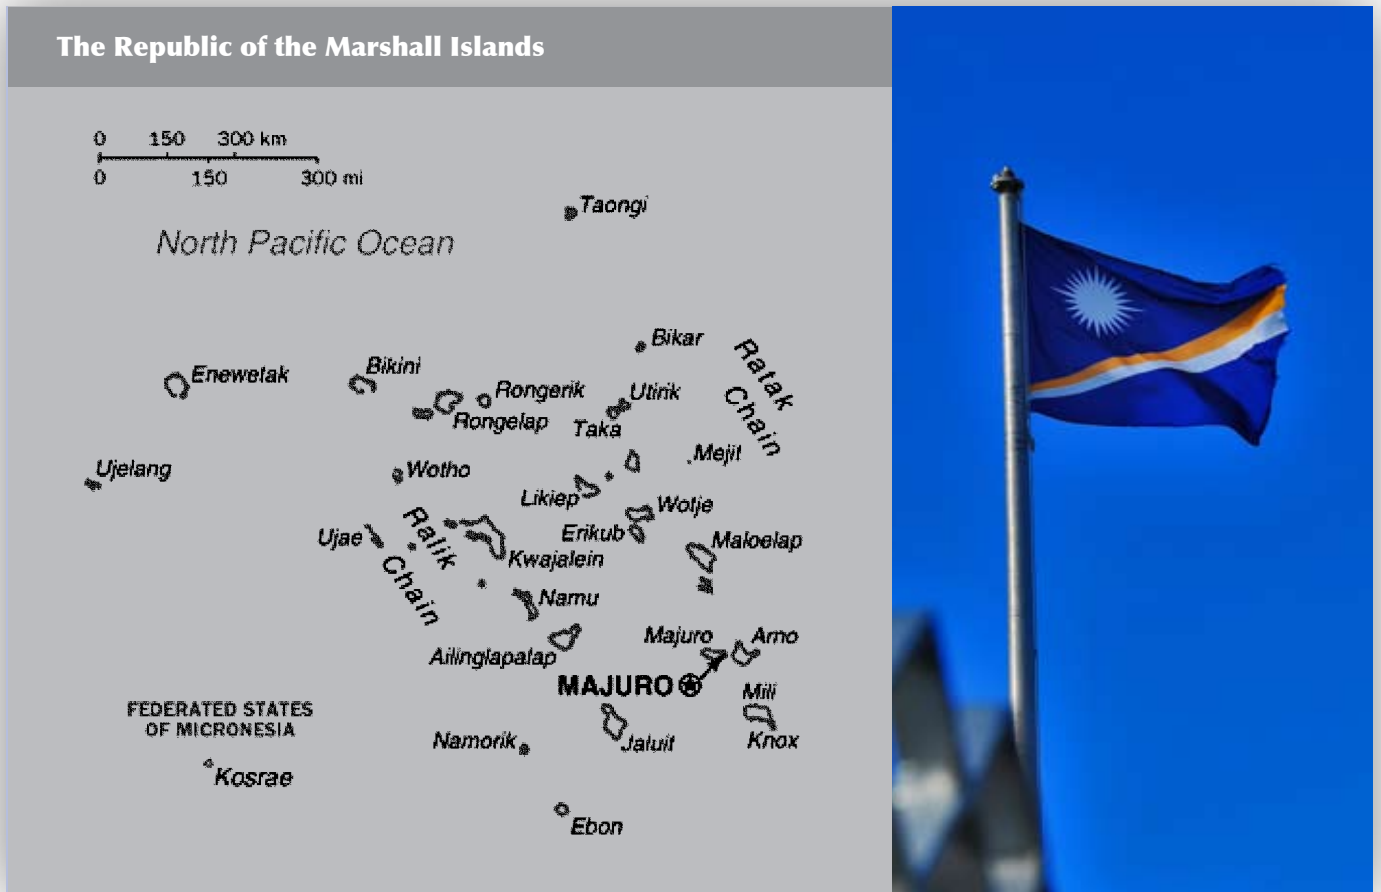 The Republic of the Marshall Islands
0 150 300 km
0 150 300 mi
Taongi
North Pacific Ocean
Bikar
Ratak
Chain
Enewetak
Bikini
Rongerik
Utirik
Rongelap
Taka
Mejit
Ujelang
Wotho
Likiep
Wotje
Ralik
Chain
Ujae
Erikub
Maloelap
Kwajalein
Namu
Majuro
Arno
Ailinglapalap
MAJURO
Mili
FEDERATED STATES
OF MICRONESIA
Namorik
Jaluit
Knox
Kosrae
Ebon